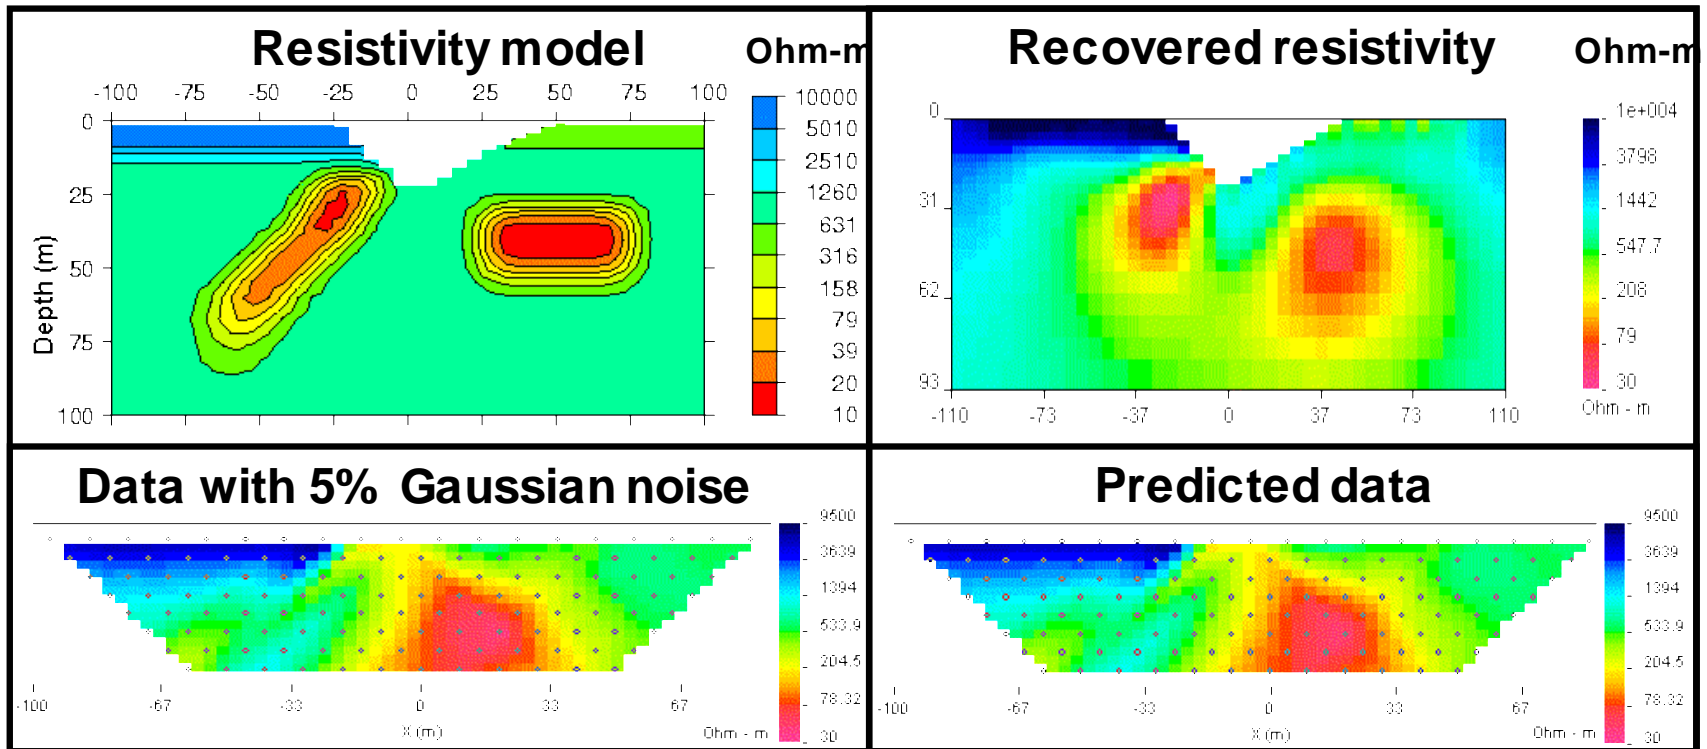 Resistivity model
Ohm-m
-100 -75 -50 -25 0 25 50 75 100
0
25
50
75
100
Depth (m)
10000
5010
2510
1260
631
316
158
79
39
20
10
Recovered resistivity
Ohm-m
0
31
62
93
-110 -73 -37 0 37 73 110
1e+004
3798
1442
547.7
208
79
30
Ohm - m
Data with 5% Gaussian noise
9500
3639
1394
533.9
204.5
78.32
30
-100 -67 -33 0 33 67
X (m)
Ohm - m
Predicted data
9500
3639
1394
533.9
204.5
78.32
30
-100 -67 -33 0 33 67
X (m)
Ohm - m